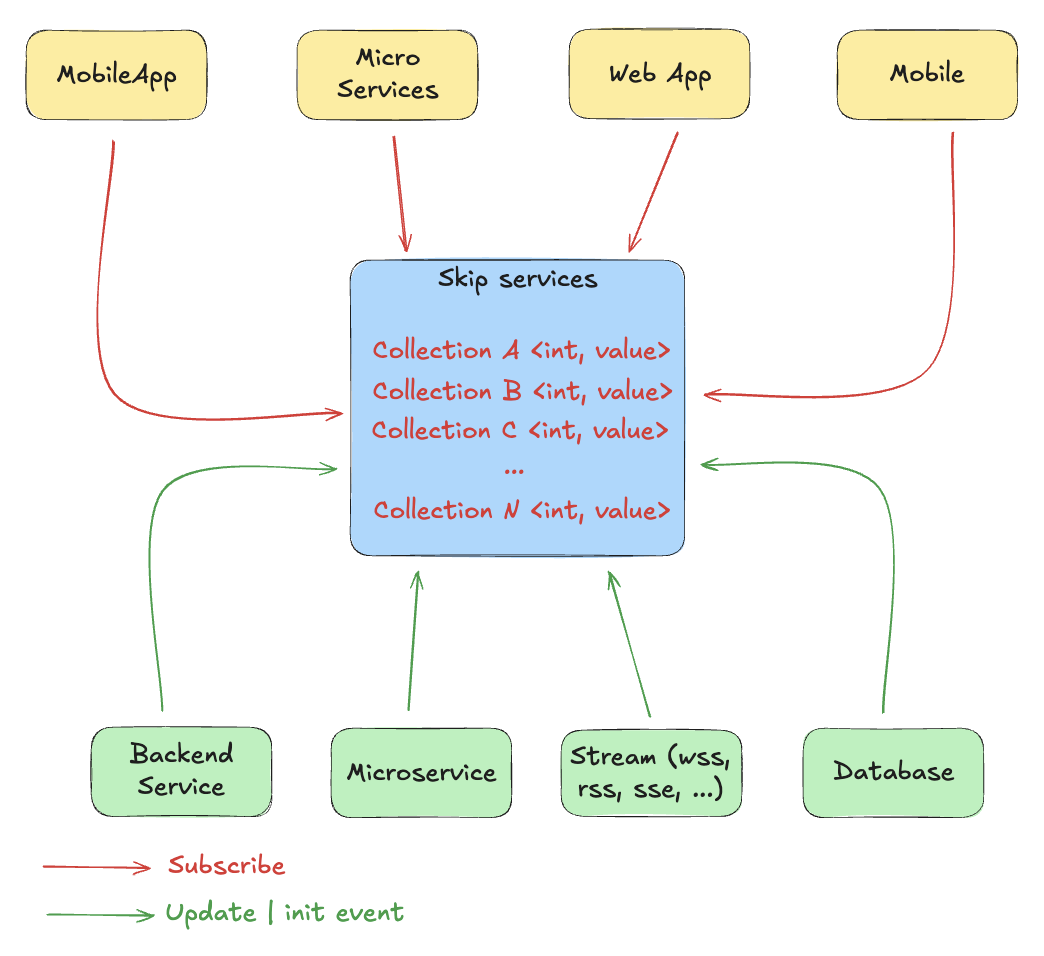 MobileApp
Micro
Services
Web App
Mobile
Skip services
Collection A <int, value>
Collection B <int, value>
Collection C <int, value>
...
Collection N <int, value>
Backend
Service
Microservice
Stream (wss,
rss, sse, ...)
Database
Subscribe
Update | init event